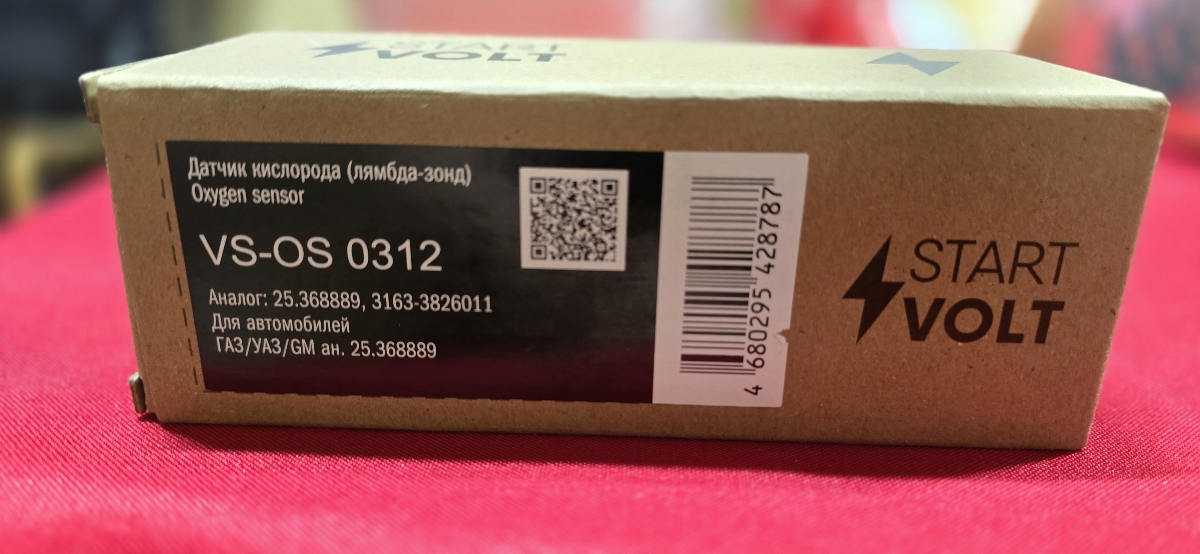 START
VOLT
Датчик кислорода (лямбда-зонд)
Oxygen sensor
VS-OS 0312
Аналог: 25.368889, 3163-3826011
Для автомобилей
ГАЗ/УАЗ/GM ан. 25.368889
4 680295 428787
START
VOLT